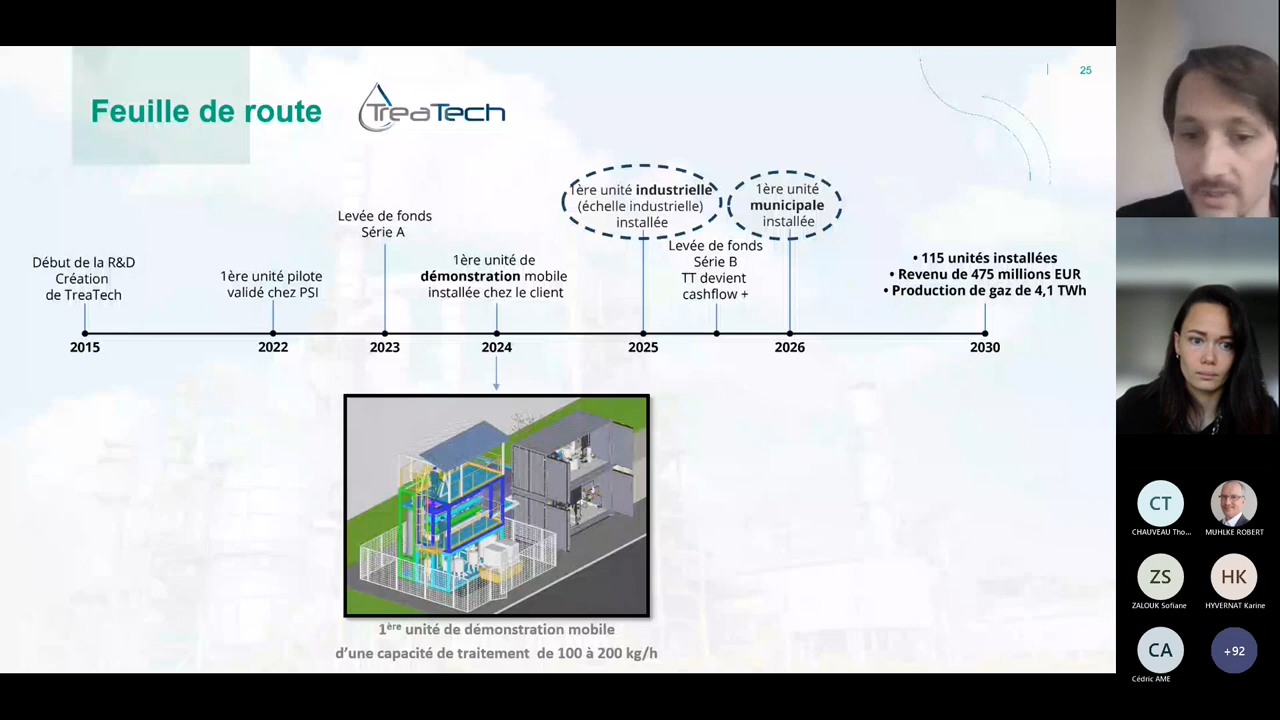 25
Feuille de route
TreaTech
1ère unité industrielle
(échelle industrielle)
installée
1ère unité
municipale
installée
Levée de fonds
Série A
Levée de fonds
Série B
TT devient
cashflow +
Début de la R&D
Création
de TreaTech
1ère unité pilote
validé chez PSI
1ère unité de
démonstration mobile
installée chez le client
• 115 unités installées
• Revenu de 475 millions EUR
• Production de gaz de 4,1 TWh
2015
2022
2023
2024
2025
2026
2030
1ère unité de démonstration mobile
d'une capacité de traitement de 100 à 200 kg/h
CT
CHAUVEAU Tho...
MUHLKE ROBERT
ZS
ZALOUK Sofiane
HK
HYVERNAT Karine
CA
Cédric AME
+92